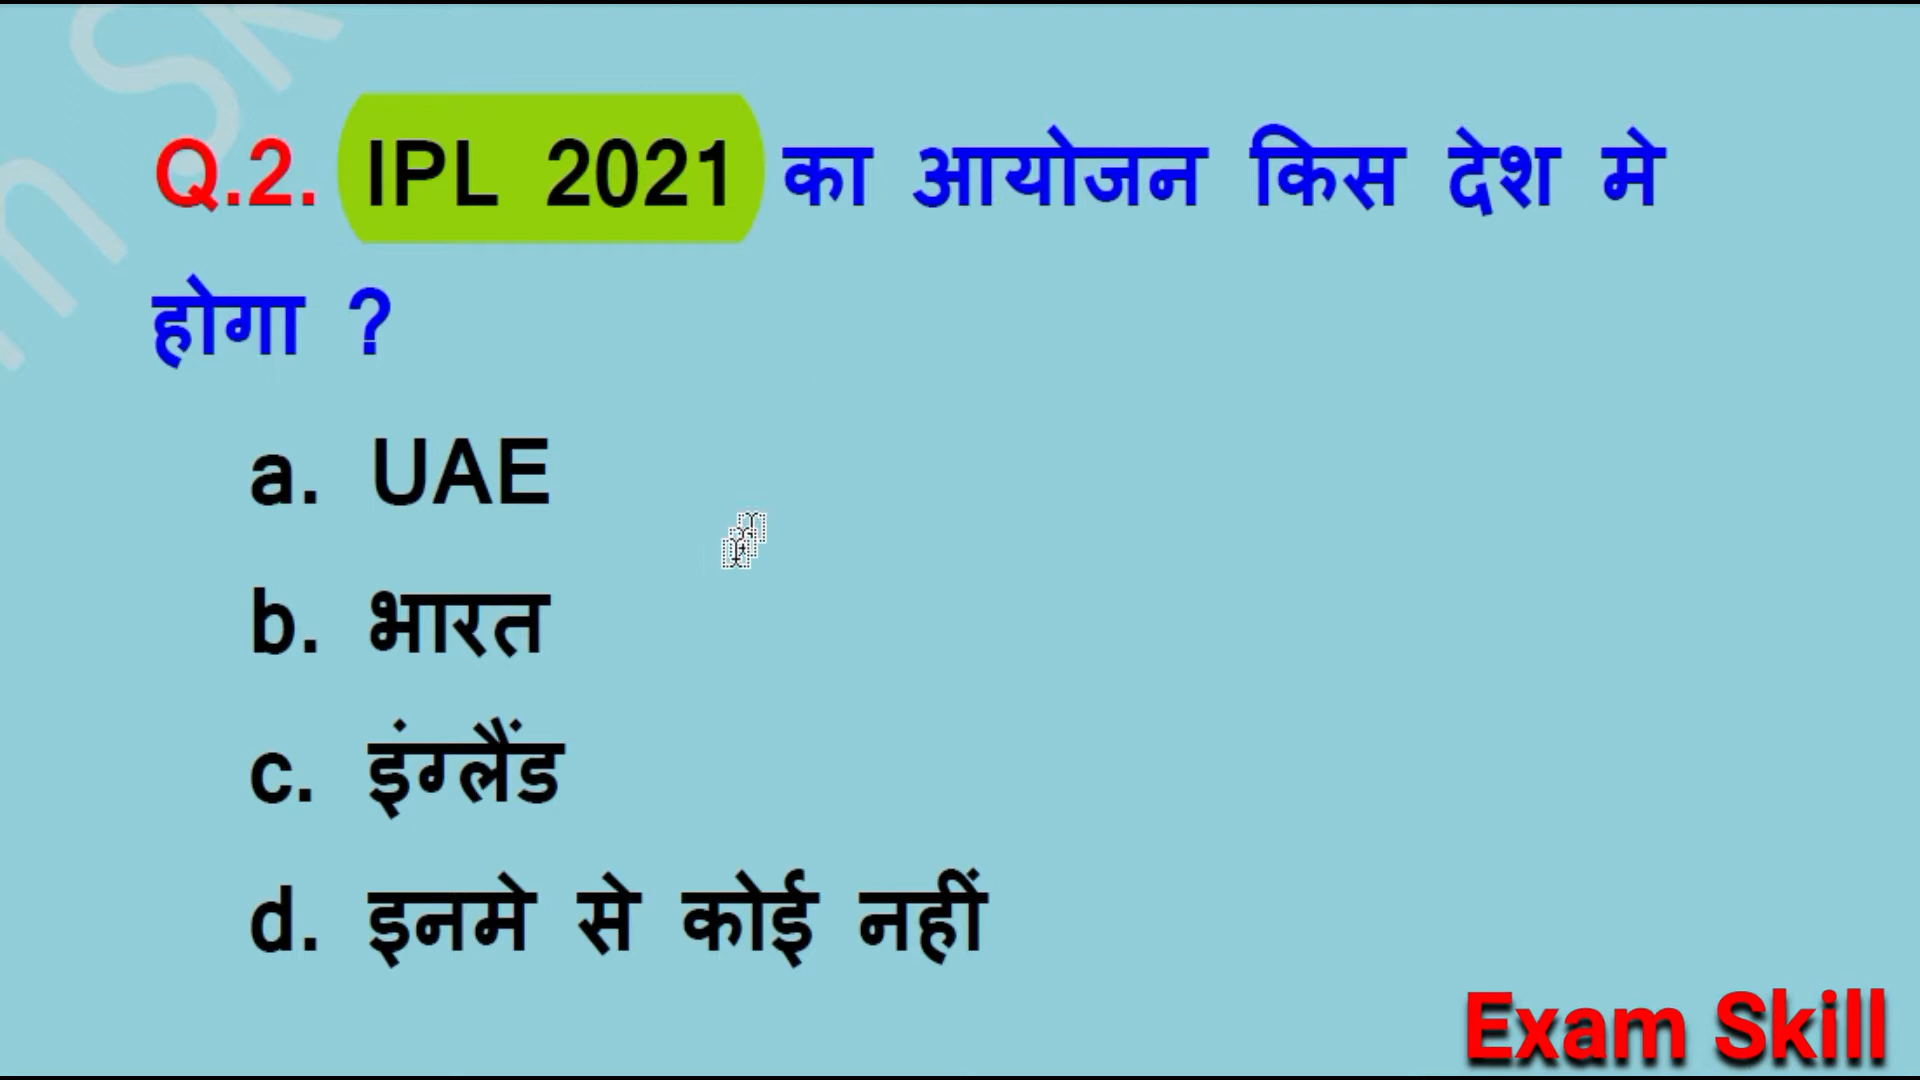 Q.2. IPL 2021 का आयोजन किस देश मे
होगा ?
a. UAE
b. भारत
c. इंग्लैंड
d. इनमे से कोई नहीं
Exam Skill